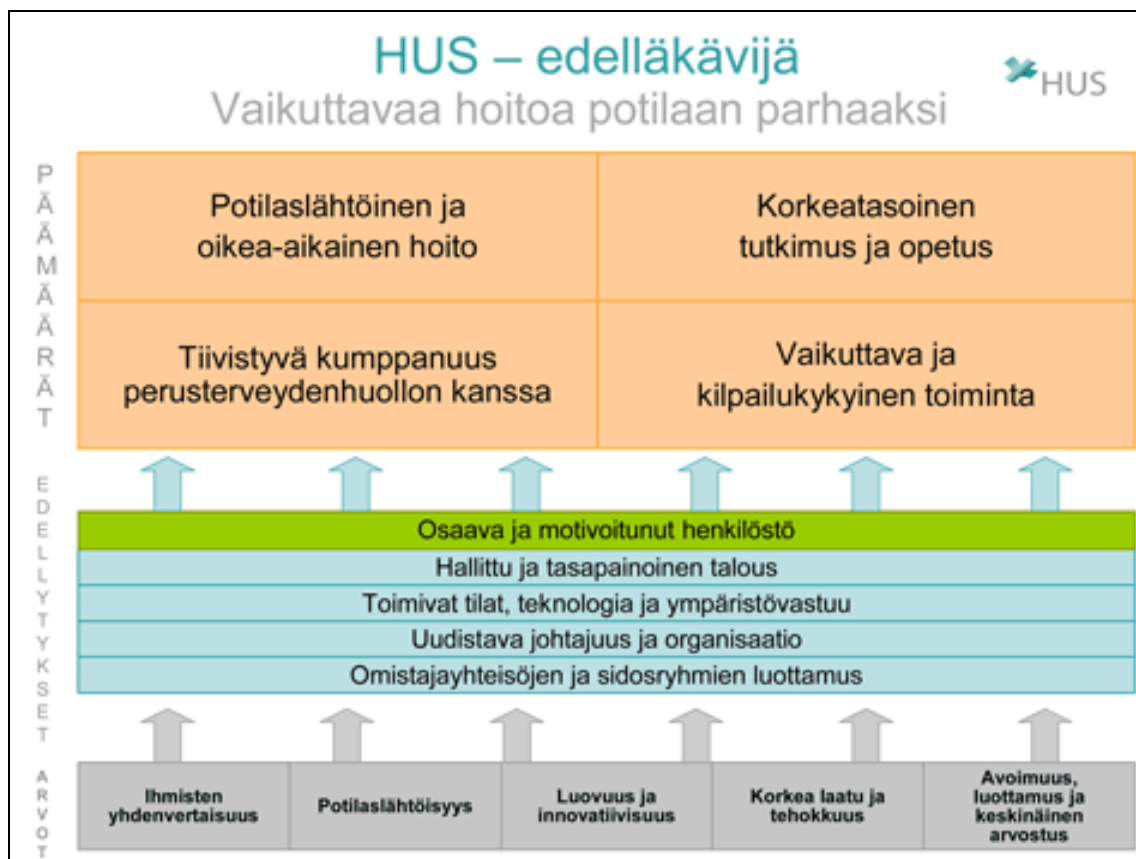 HUS – edelläkävijä
Vaikuttavaa hoitoa potilaan parhaaksi
HUS
PÄÄMÄÄRÄT
Potilaslähtöinen ja
oikea-aikainen hoito
Korkeatasoinen
tutkimus ja opetus
Tiivistyvä kumppanuus
perusterveydenhuollon kanssa
Vaikuttava ja
kilpailukykyinen toiminta
EDELLYTYKSET
Osaava ja motivoitunut henkilöstö
Hallittu ja tasapainoinen talous
Toimivat tilat, teknologia ja ympäristövastuu
Uudistava johtajuus ja organisaatio
Omistajayhteisöjen ja sidosryhmien luottamus
ARVOT
Ihmisten
yhdenvertaisuus
Potilaslähtöisyys
Luovuus ja
innovatiivisuus
Korkea laatu ja
tehokkuus
Avoimuus,
luottamus ja
keskinäinen
arvostus